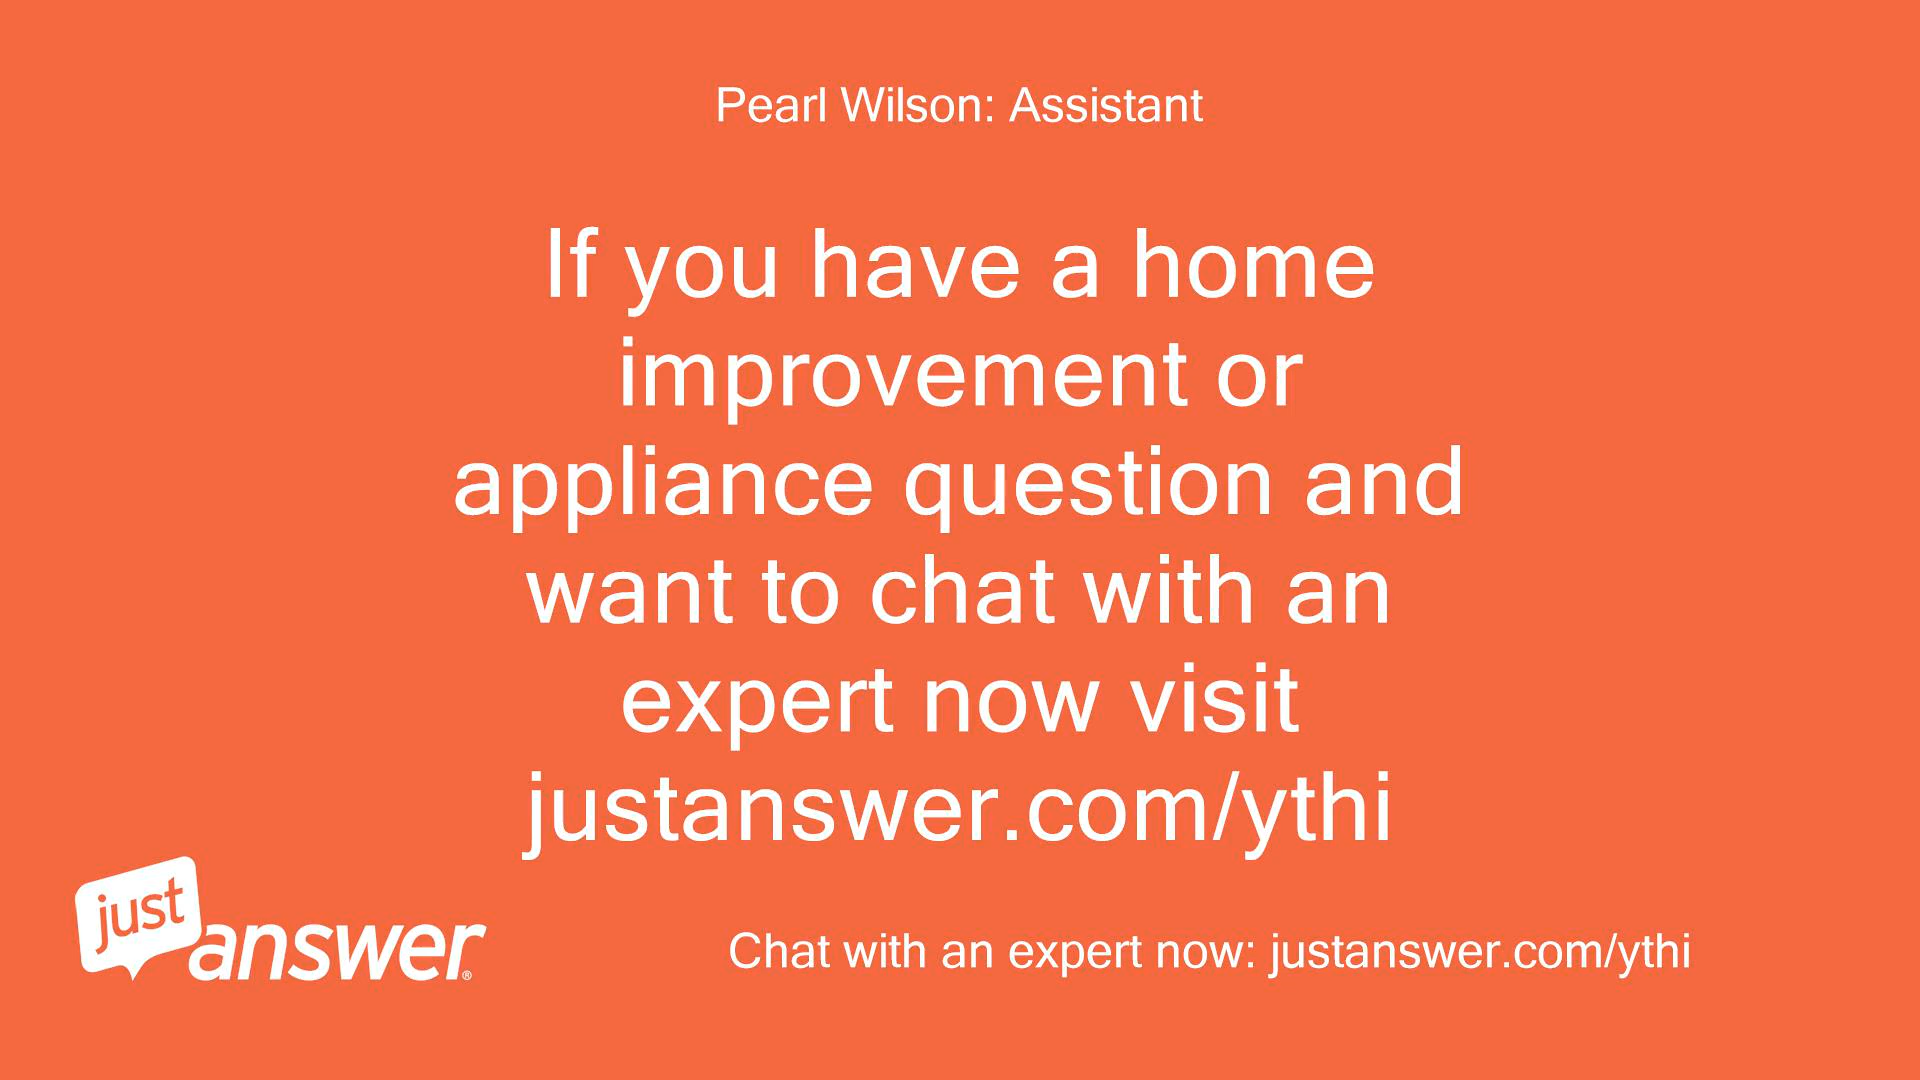 Pearl Wilson: Assistant
If you have a home
improvement or
appliance question and
want to chat with an
expert now visit
justanswer.com/ythi
just
answer®
Chat with an expert now: justanswer.com/ythi